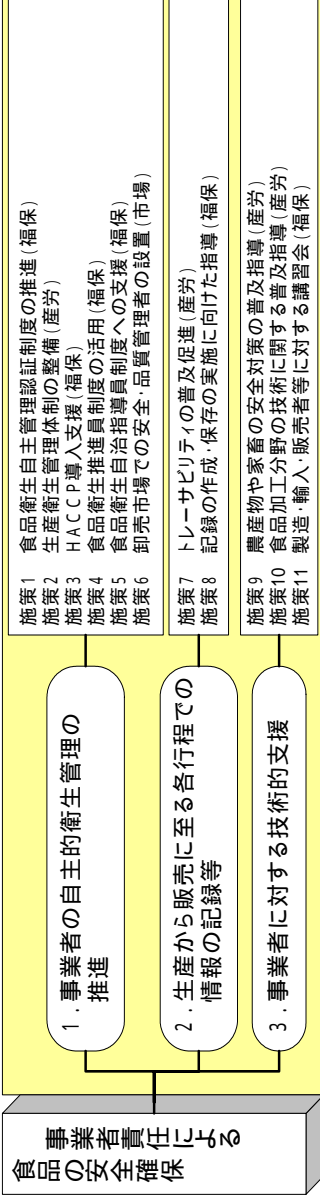 事業者責任による
食品の安全確保
1．事業者の自主的衛生管理の
推進
施策1 食品衛生自主管理認証制度の推進(福保)
施策2 生産衛生管理体制の整備(産労)
施策3 HACCP導入支援(福保)
施策4 食品衛生推進員制度の活用(福保)
施策5 食品衛生自治指導員制度への支援(福保)
施策6 卸売市場での安全・品質管理者の設置(市場)
2．生産から販売に至る各行程での
情報の記録等
施策7 トレーサビリティの普及促進(産労)
施策8 記録の作成・保存の実施に向けた指導(福保)
3．事業者に対する技術的支援
施策9 農産物や家畜の安全対策の普及指導(産労)
施策10 食品加工分野の技術に関する普及指導(産労)
施策11 製造・輸入・販売者等に対する講習会(福保)